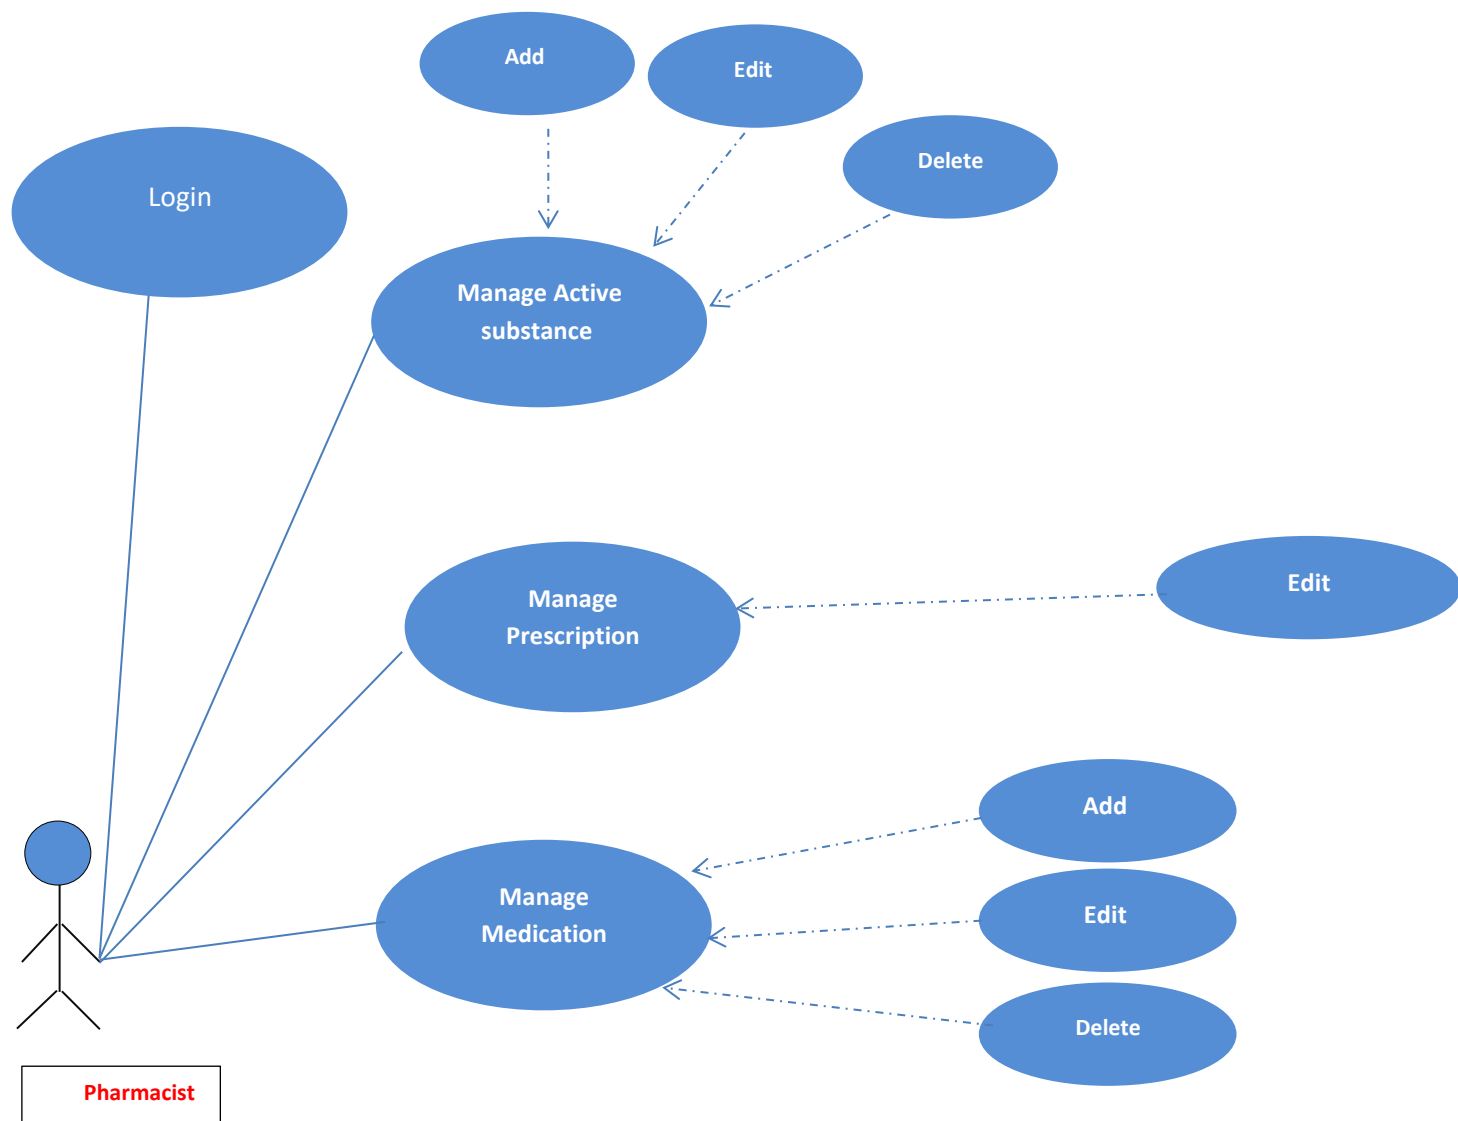 Add
Edit
Delete
Login
Manage Active
substance
Manage
Prescription
Edit
Add
Manage
Medication
Edit
Delete
Pharmacist